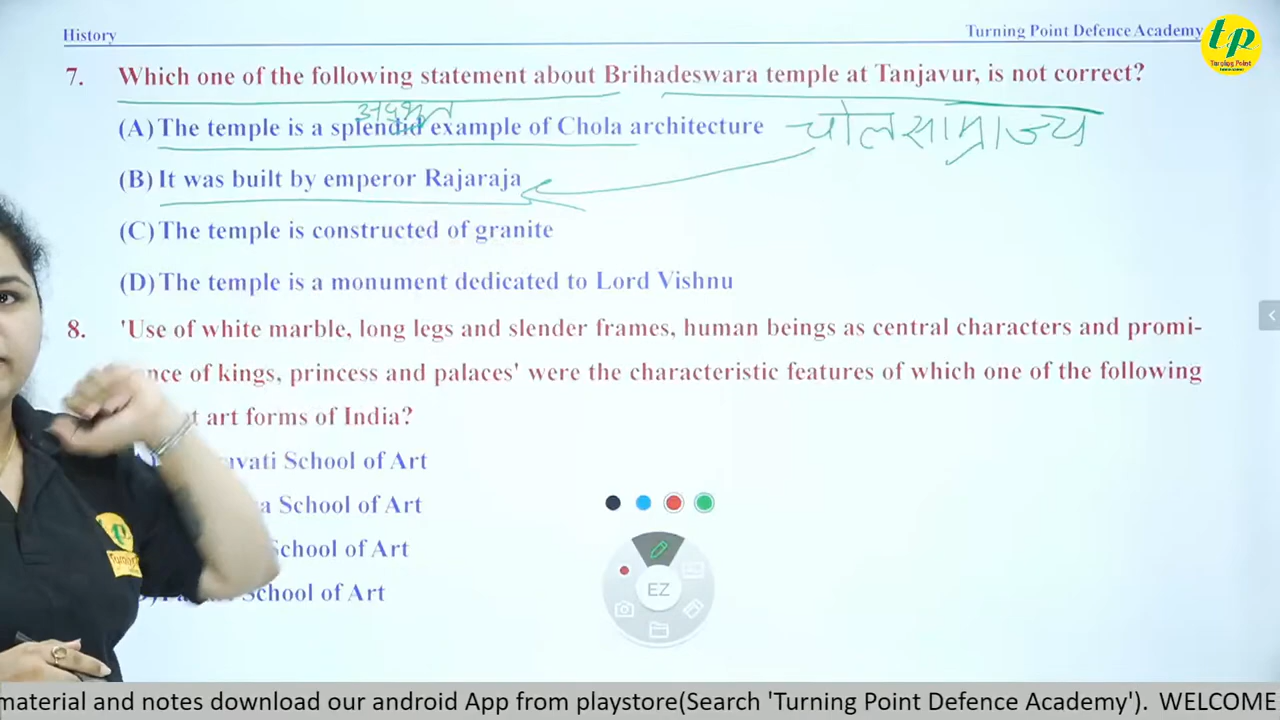 History
Turning Point Defence Academy
tp
Turning Point
7. Which one of the following statement about Brihadeswara temple at Tanjavur, is not correct?
अद्भुत
(A) The temple is a splendid example of Chola architecture
चोल साम्राज्य
(B) It was built by emperor Rajaraja
(C) The temple is constructed of granite
(D) The temple is a monument dedicated to Lord Vishnu
8. 'Use of white marble, long legs and slender frames, human beings as central characters and promi-
nce of kings, princess and palaces' were the characteristic features of which one of the following
t art forms of India?
vati School of Art
a School of Art
School of Art
School of Art
EZ
tp
material and notes download our android App from playstore(Search 'Turning Point Defence Academy'). WELCOME